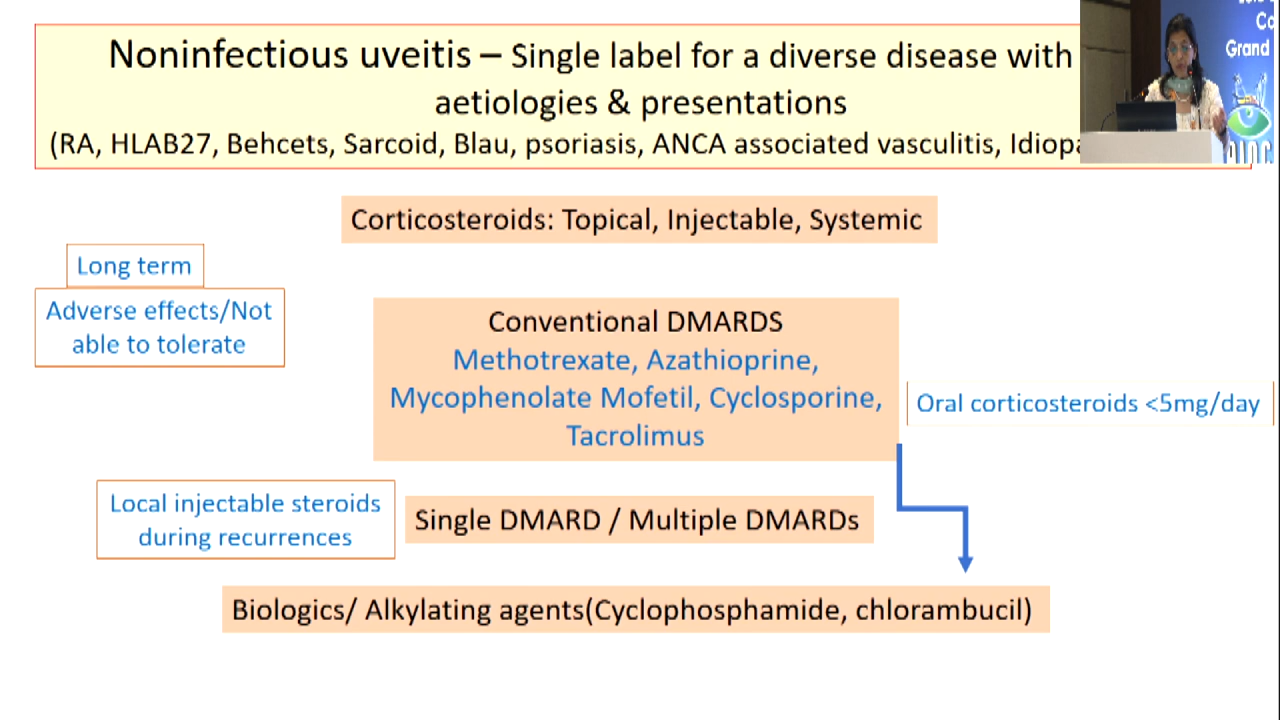 Noninfectious uveitis – Single label for a diverse disease with
aetiologies & presentations
(RA, HLAB27, Behcets, Sarcoid, Blau, psoriasis, ANCA associated vasculitis,
Corticosteroids: Topical, Injectable, Systemic
Long term
Adverse effects/Not
able to tolerate
Conventional DMARDS
Methotrexate, Azathioprine,
Mycophenolate Mofetil, Cyclosporine,
Tacrolimus
Oral corticosteroids <5mg/day
Local injectable steroids
during recurrences
Single DMARD / Multiple DMARDs
Biologics/ Alkylating agents(Cyclophosphamide, chlorambucil)
Grand